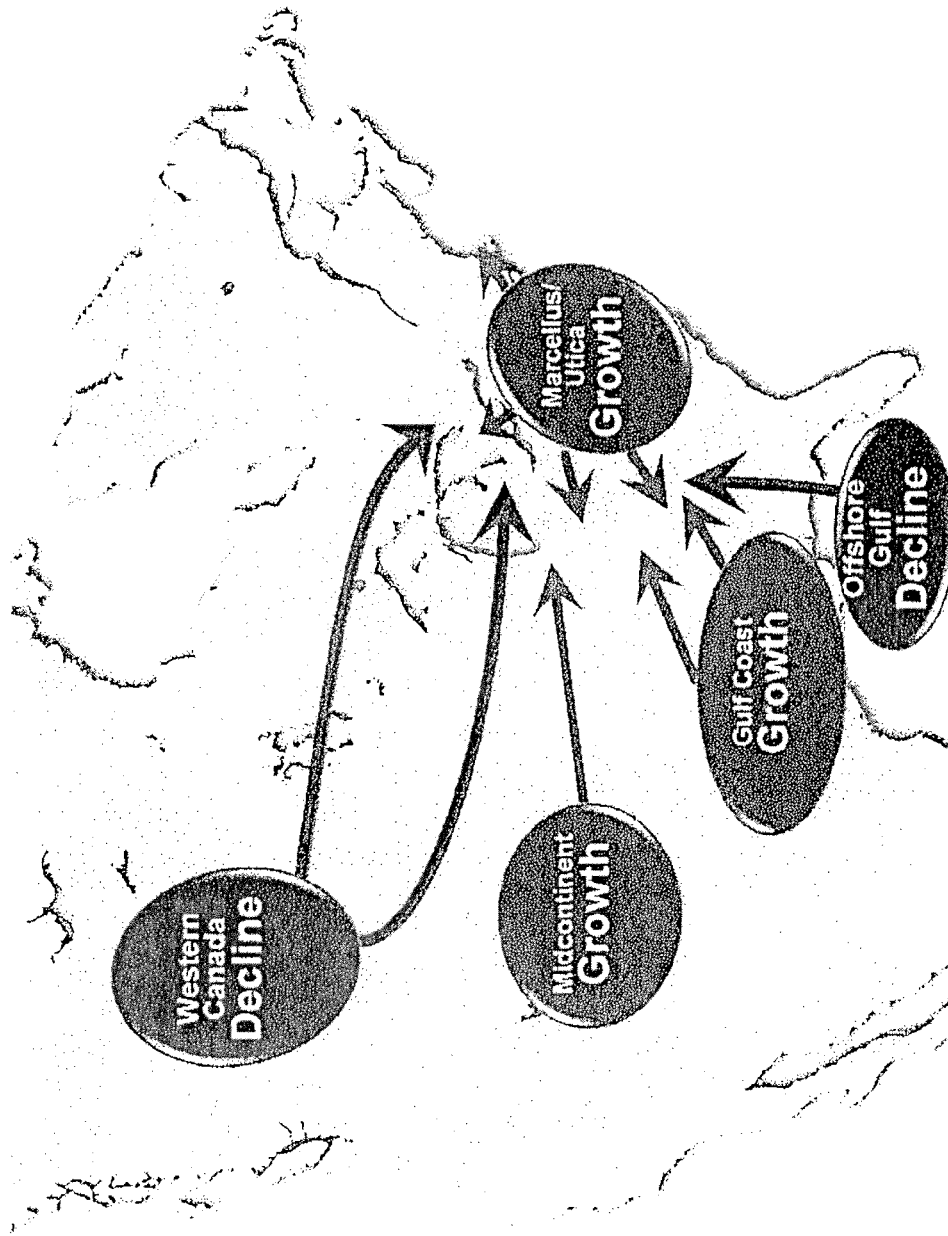 Western
Canada
Decline
Midcontinent
Growth
Gulf Coast
Growth
Offshore
Gulf
Decline
Marcellus/
Utica
Growth